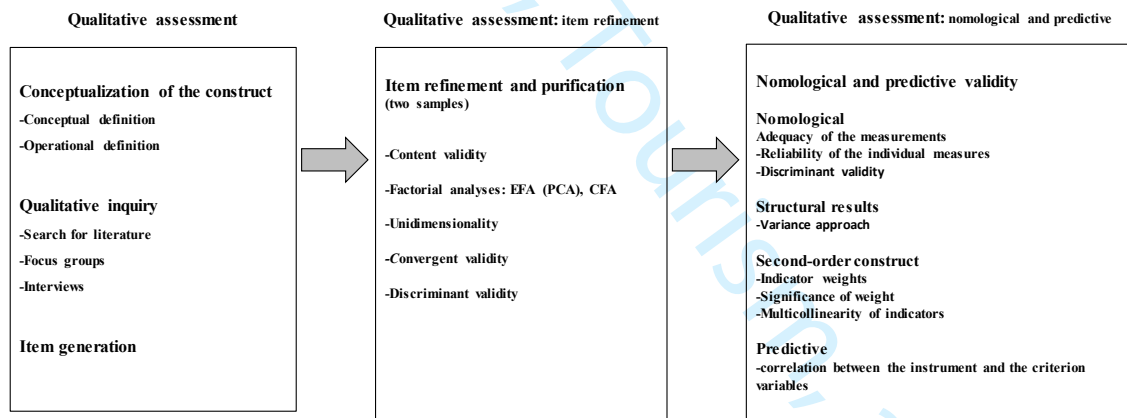 Qualitative assessment
Conceptualization of the construct
-Conceptual definition
-Operational definition
Qualitative inquiry
-Search for literature
-Focus groups
-Interviews
Item generation
Qualitative assessment: item refinement
Item refinement and purification
(two samples)
-Content validity
-Factorial analyses: EFA (PCA), CFA
-Unidimensionality
-Convergent validity
-Discriminant validity
Qualitative assessment: nomological and predictive
Nomological and predictive validity
Nomological
Adequacy of the measurements
-Reliability of the individual measures
-Discriminant validity
Structural results
-Variance approach
Second-order construct
-Indicator weights
-Significance of weight
-Multicollinearity of indicators
Predictive
-correlation between the instrument and the criterion
variables
, Tourism,